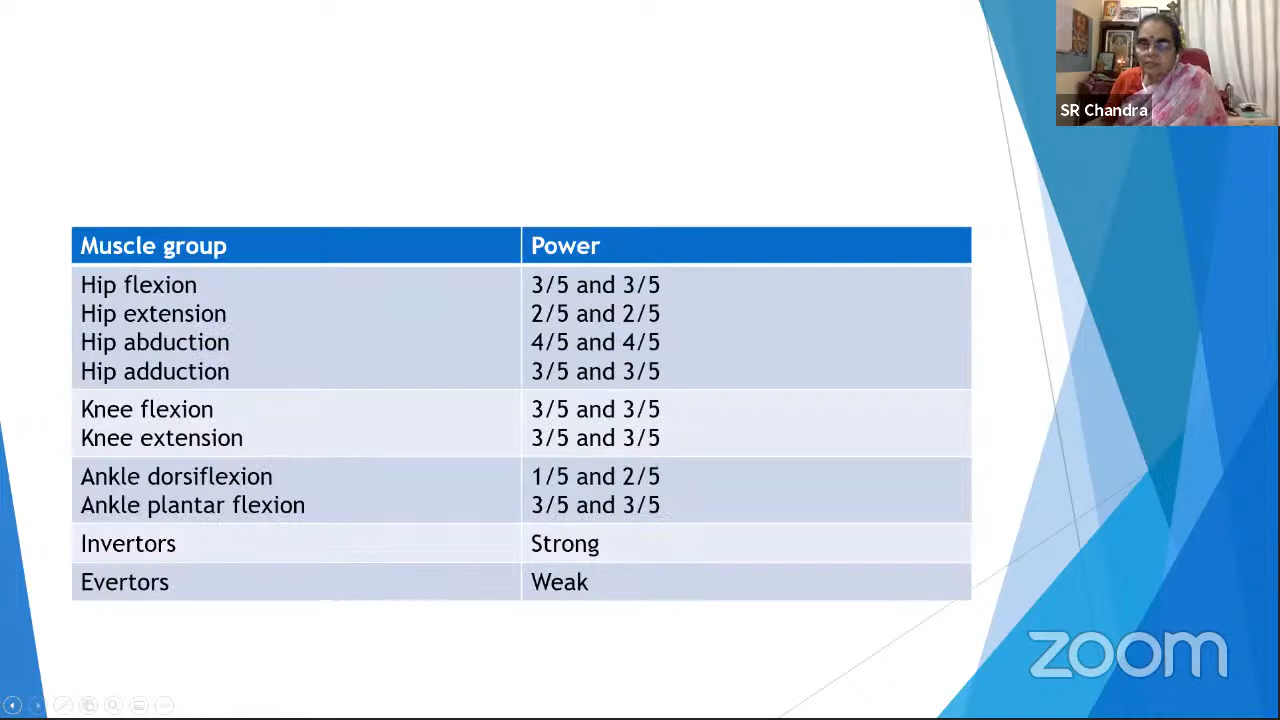 SR Chandra
Muscle group Power
Hip flexion 3/5 and 3/5
Hip extension 2/5 and 2/5
Hip abduction 4/5 and 4/5
Hip adduction 3/5 and 3/5
Knee flexion 3/5 and 3/5
Knee extension 3/5 and 3/5
Ankle dorsiflexion 1/5 and 2/5
Ankle plantar flexion 3/5 and 3/5
Invertors Strong
Evertors Weak
zoom